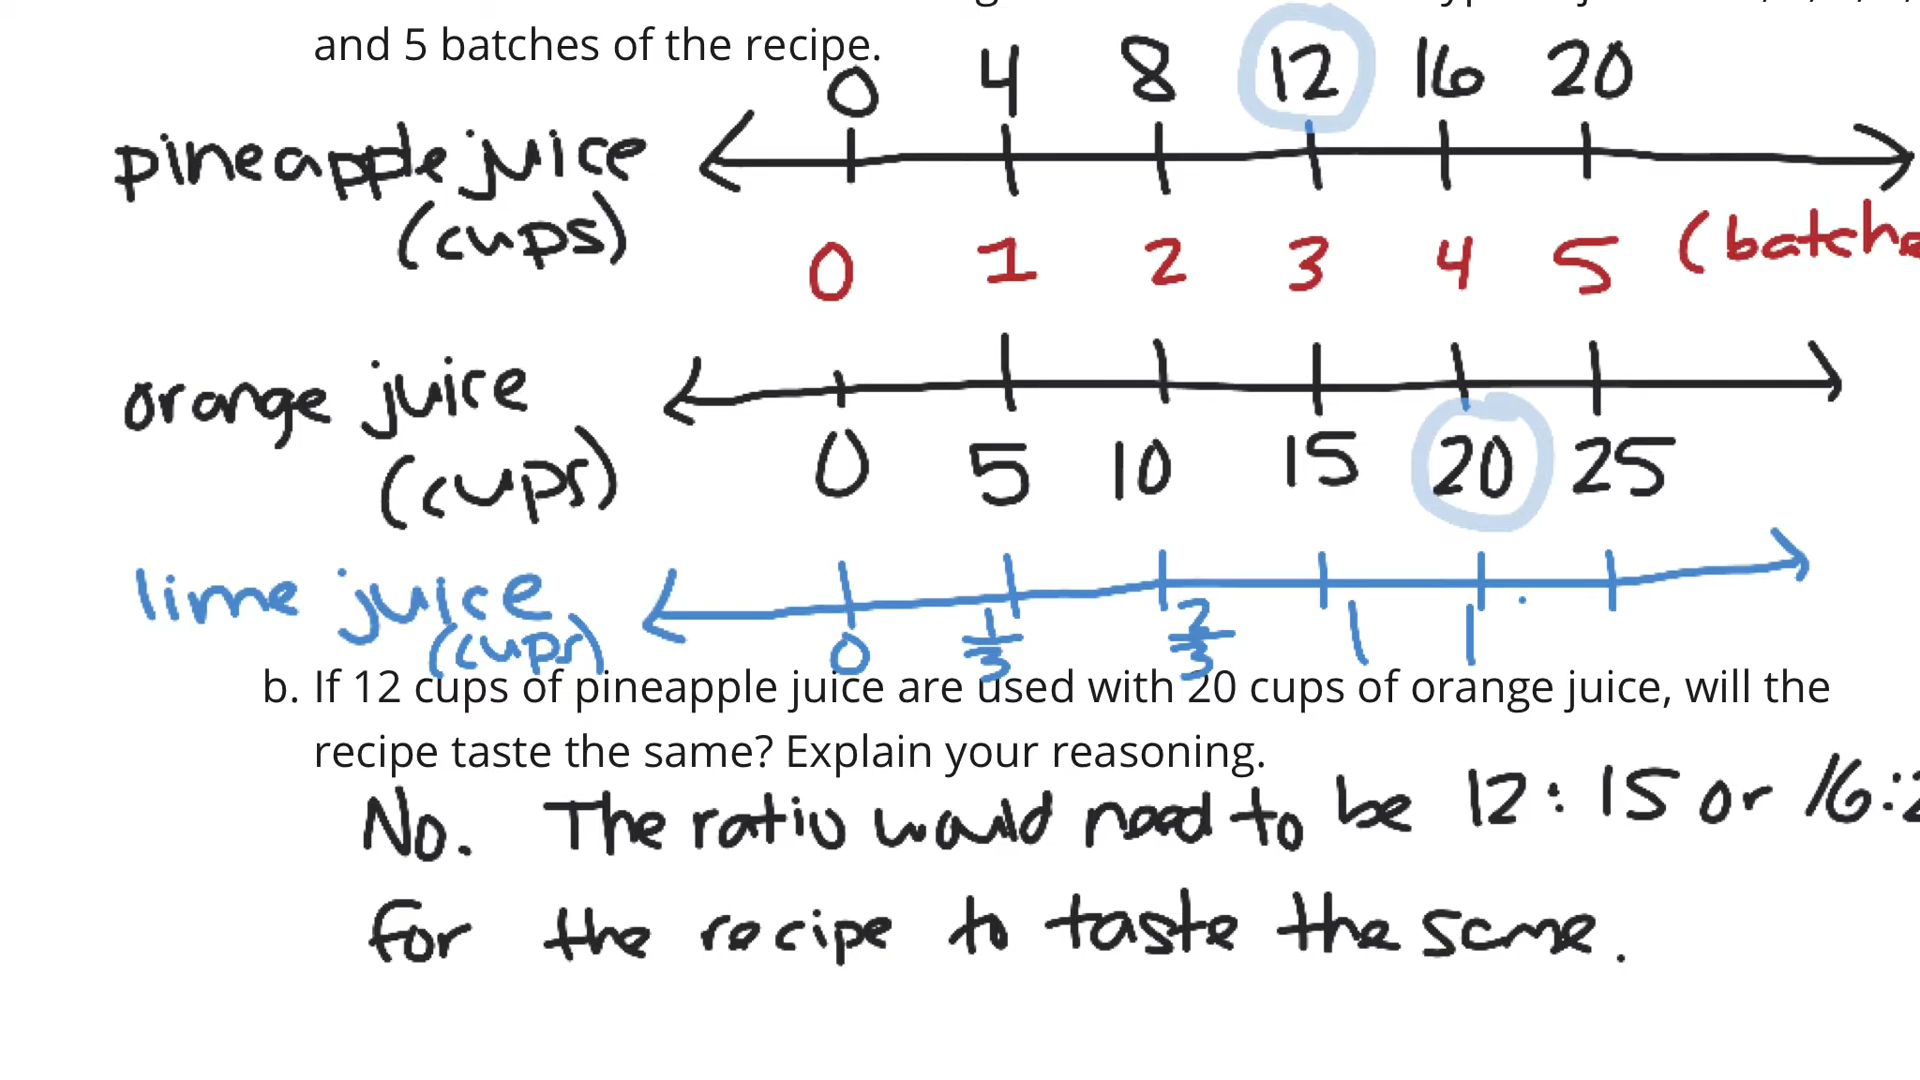 and 5 batches of the recipe.
0 4 8 12 16 20
pineapple juice
(cups)
0 1 2 3 4 5 (batche
orange juice
(cups)
0 5 10 15 20 25
lime juice
(cups)
0 1/3 2/3 1 1
b. If 12 cups of pineapple juice are used with 20 cups of orange juice, will the
recipe taste the same? Explain your reasoning.
No. The ratio would need to be 12:15 or 16:2
for the recipe to taste the same.